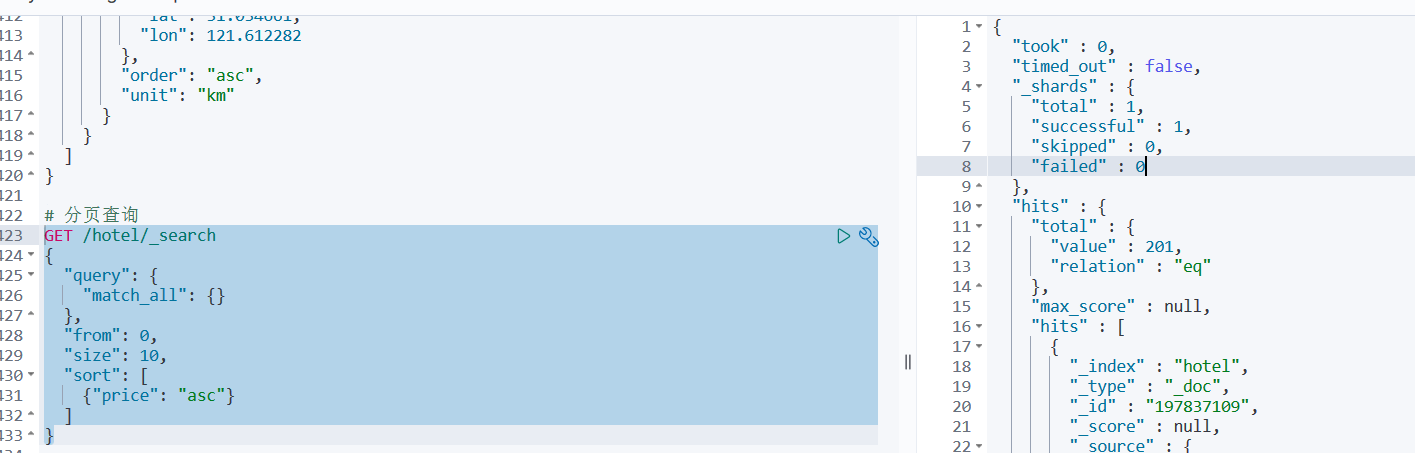 413 "lon": 121.612282
414 },
415 "order": "asc",
416 "unit": "km"
417 }
418 }
419 ]
420 }
421
422 # 分页查询
423 GET /hotel/_search
424 {
425 "query": {
426 "match_all": {}
427 },
428 "from": 0,
429 "size": 10,
430 "sort": [
431 {"price": "asc"}
432 ]
433 }
1 {
2 "took" : 0,
3 "timed_out" : false,
4 "_shards" : {
5 "total" : 1,
6 "successful" : 1,
7 "skipped" : 0,
8 "failed" : 0
9 },
10 "hits" : {
11 "total" : {
12 "value" : 201,
13 "relation" : "eq"
14 },
15 "max_score" : null,
16 "hits" : [
17 {
18 "_index" : "hotel",
19 "_type" : "_doc",
20 "_id" : "197837109",
21 "_score" : null,
22 "_source" : {